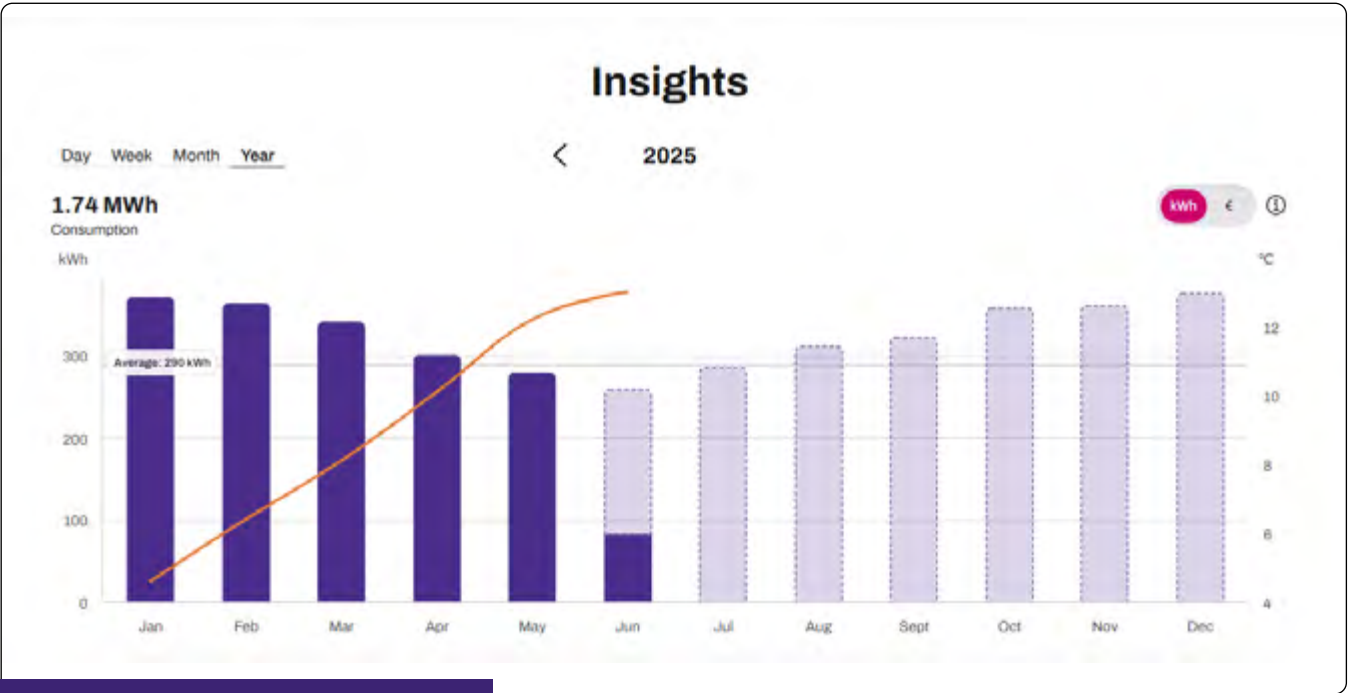 Insights
Day Week Month Year
2025
1.74 MWh
Consumption
kWh €
kWh
°C
300
200
100
0
Average: 290 kWh
12
10
8
6
4
Jan Feb Mar Apr May Jun Jul Aug Sept Oct Nov Dec